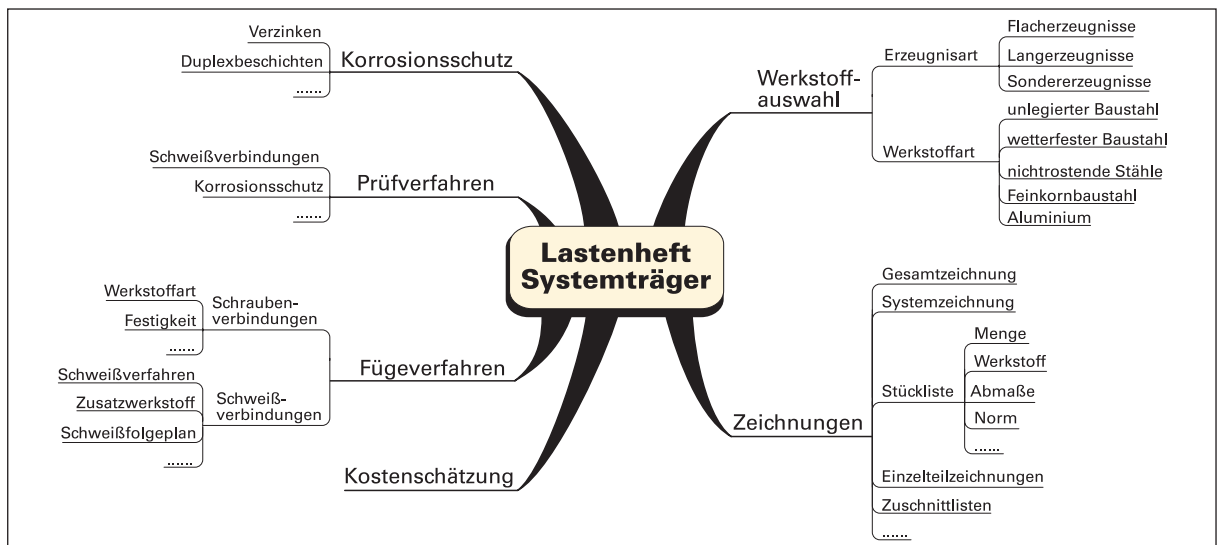 Lastenheft
Systemträger
Korrosionsschutz
Verzinken
Duplexbeschichten
......
Prüfverfahren
Schweißverbindungen
Korrosionsschutz
......
Fügeverfahren
Schrauben-
verbindungen
Werkstoffart
Festigkeit
......
Schweiß-
verbindungen
Schweißverfahren
Zusatzwerkstoff
Schweißfolgeplan
......
Kostenschätzung
Werkstoff-
auswahl
Erzeugnisart
Flacherzeugnisse
Langerzeugnisse
Sondererzeugnisse
Werkstoffart
unlegierter Baustahl
wetterfester Baustahl
nichtrostende Stähle
Feinkornbaustahl
Aluminium
Zeichnungen
Gesamtzeichnung
Systemzeichnung
Stückliste
Menge
Werkstoff
Abmaße
Norm
......
Einzelteilzeichnungen
Zuschnittlisten
......